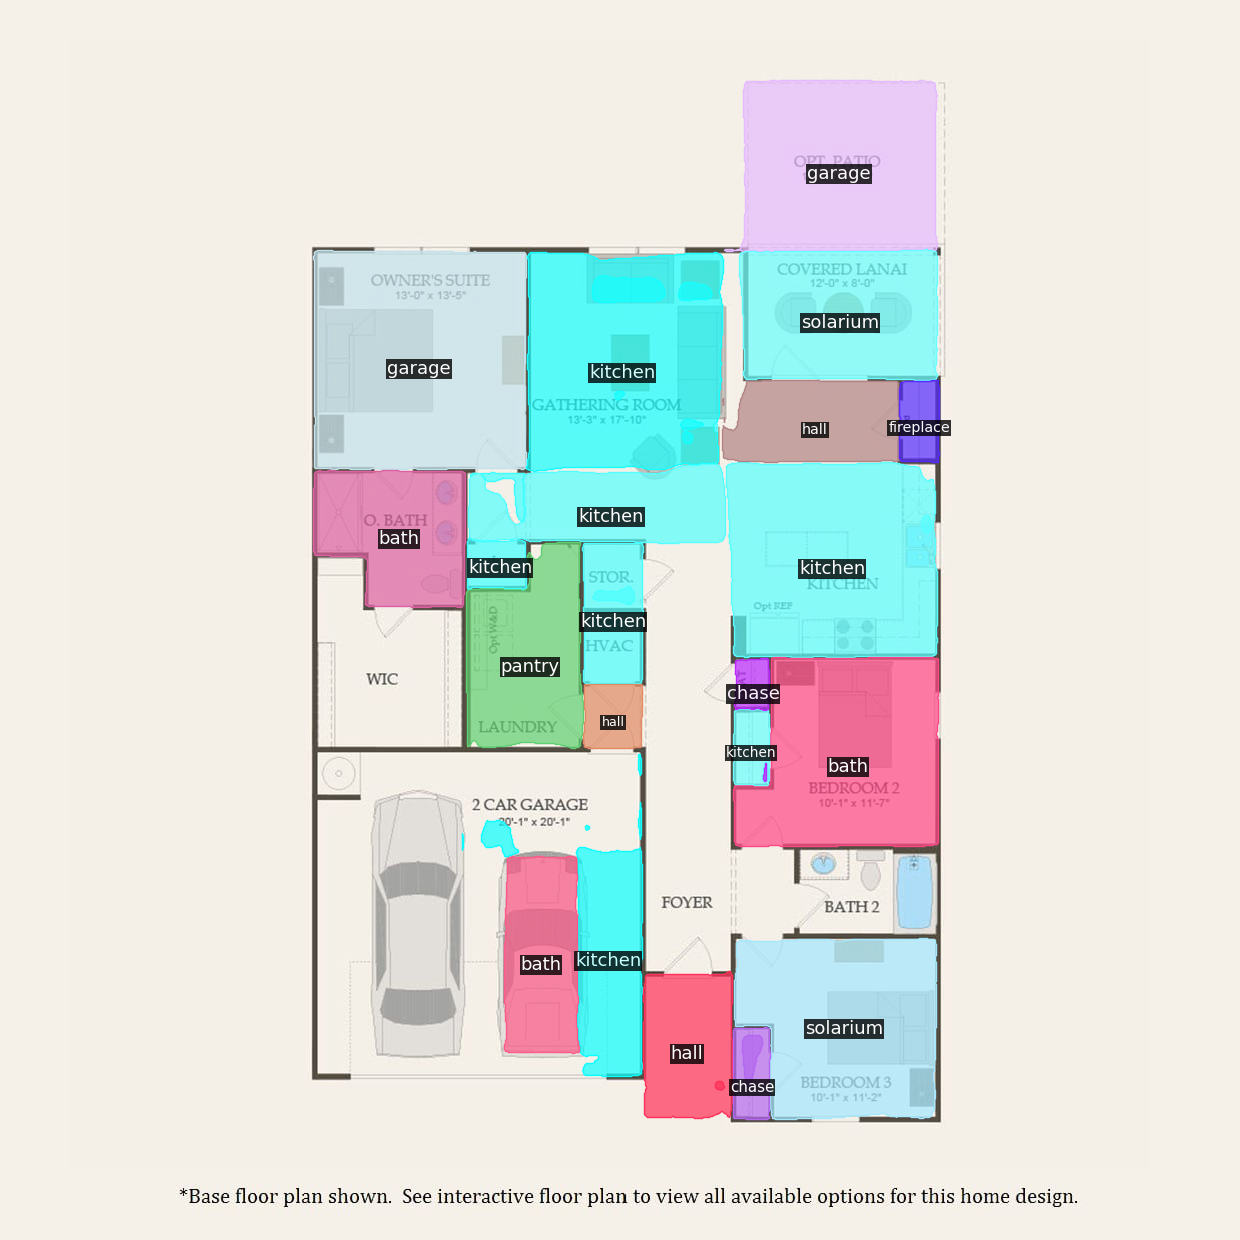 OPT. PATIO
garage
OWNER'S SUITE
13'-0" x 13'-5"
garage
COVERED LANAI
12'-0" x 8'-0"
solarium
kitchen
GATHERING ROOM
13'-3" x 17'-10"
hall
fireplace
O. BATH
bath
kitchen
kitchen
STOR.
kitchen
HVAC
kitchen
KITCHEN
Opt REF
Opt W&D
pantry
LAUNDRY
hall
WIC
chase
kitchen
bath
BEDROOM 2
10'-1" x 11'-7"
2 CAR GARAGE
20'-1" x 20'-1"
FOYER
BATH 2
bath
kitchen
hall
solarium
chase
BEDROOM 3
10'-1" x 11'-2"
*Base floor plan shown.  See interactive floor plan to view all available options for this home design.